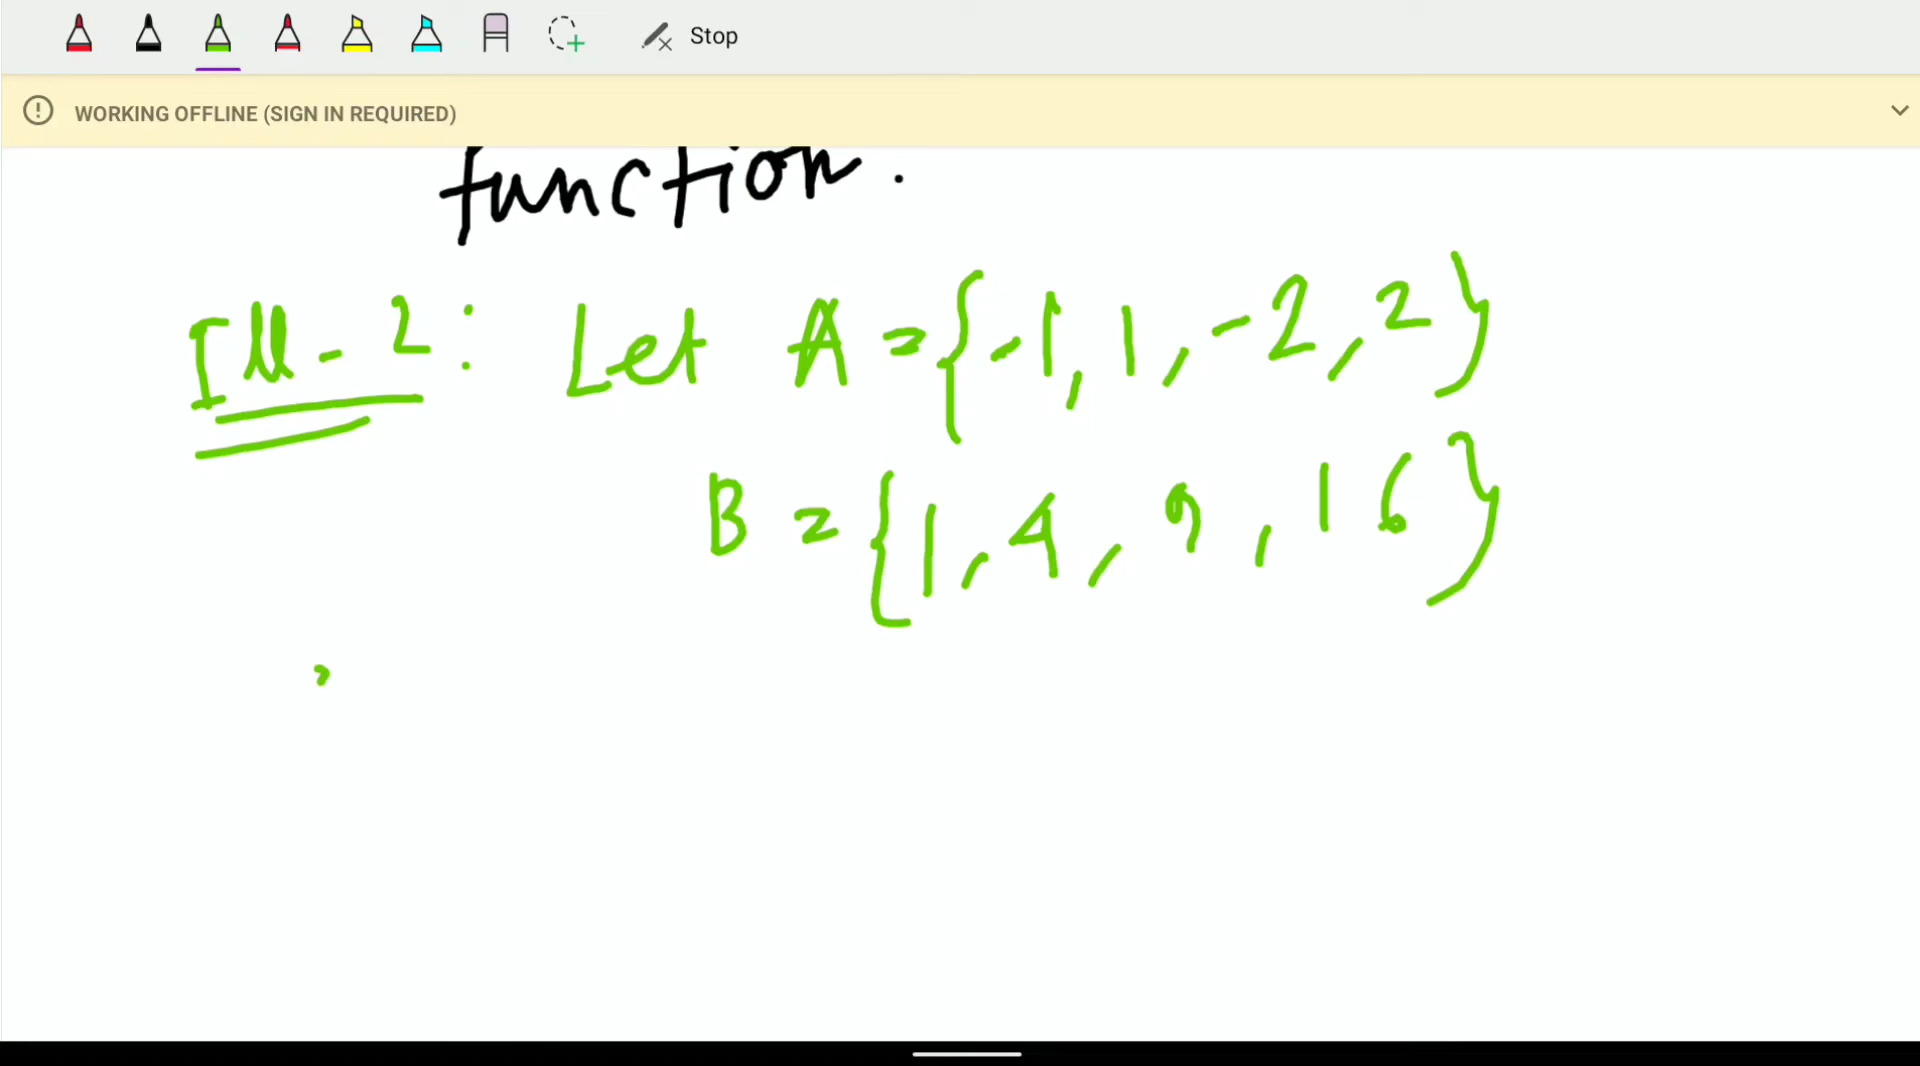 Stop
WORKING OFFLINE (SIGN IN REQUIRED)
function.
Ill-2: Let A = {-1, 1, -2, 2}
B = {1, 4, 9, 16}